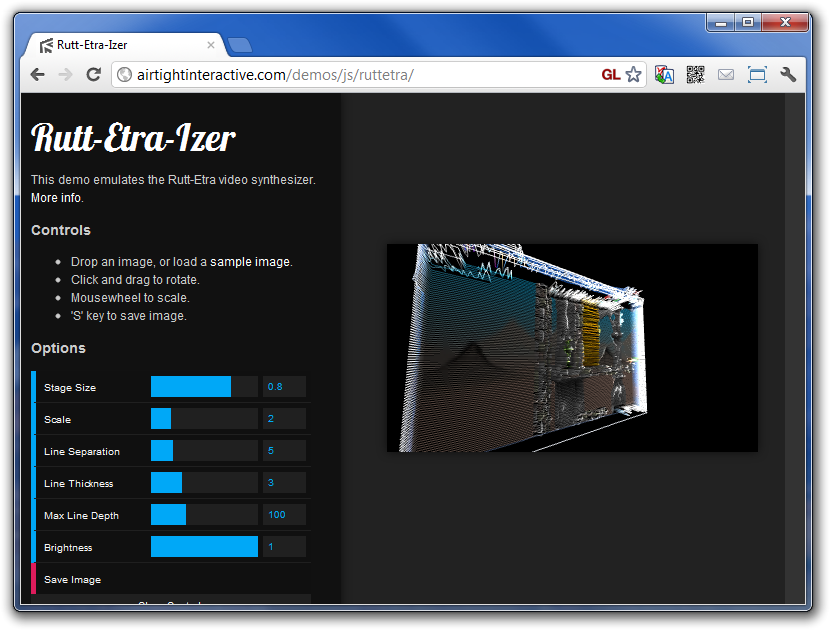 Rutt-Etra-Izer
airtightinteractive.com/demos/js/ruttetra/
GL
Rutt-Etra-Izer
This demo emulates the Rutt-Etra video synthesizer.
More info.
Controls
Drop an image, or load a sample image.
Click and drag to rotate.
Mousewheel to scale.
'S' key to save image.
Options
Stage Size 0.8
Scale 2
Line Separation 5
Line Thickness 3
Max Line Depth 100
Brightness 1
Save Image